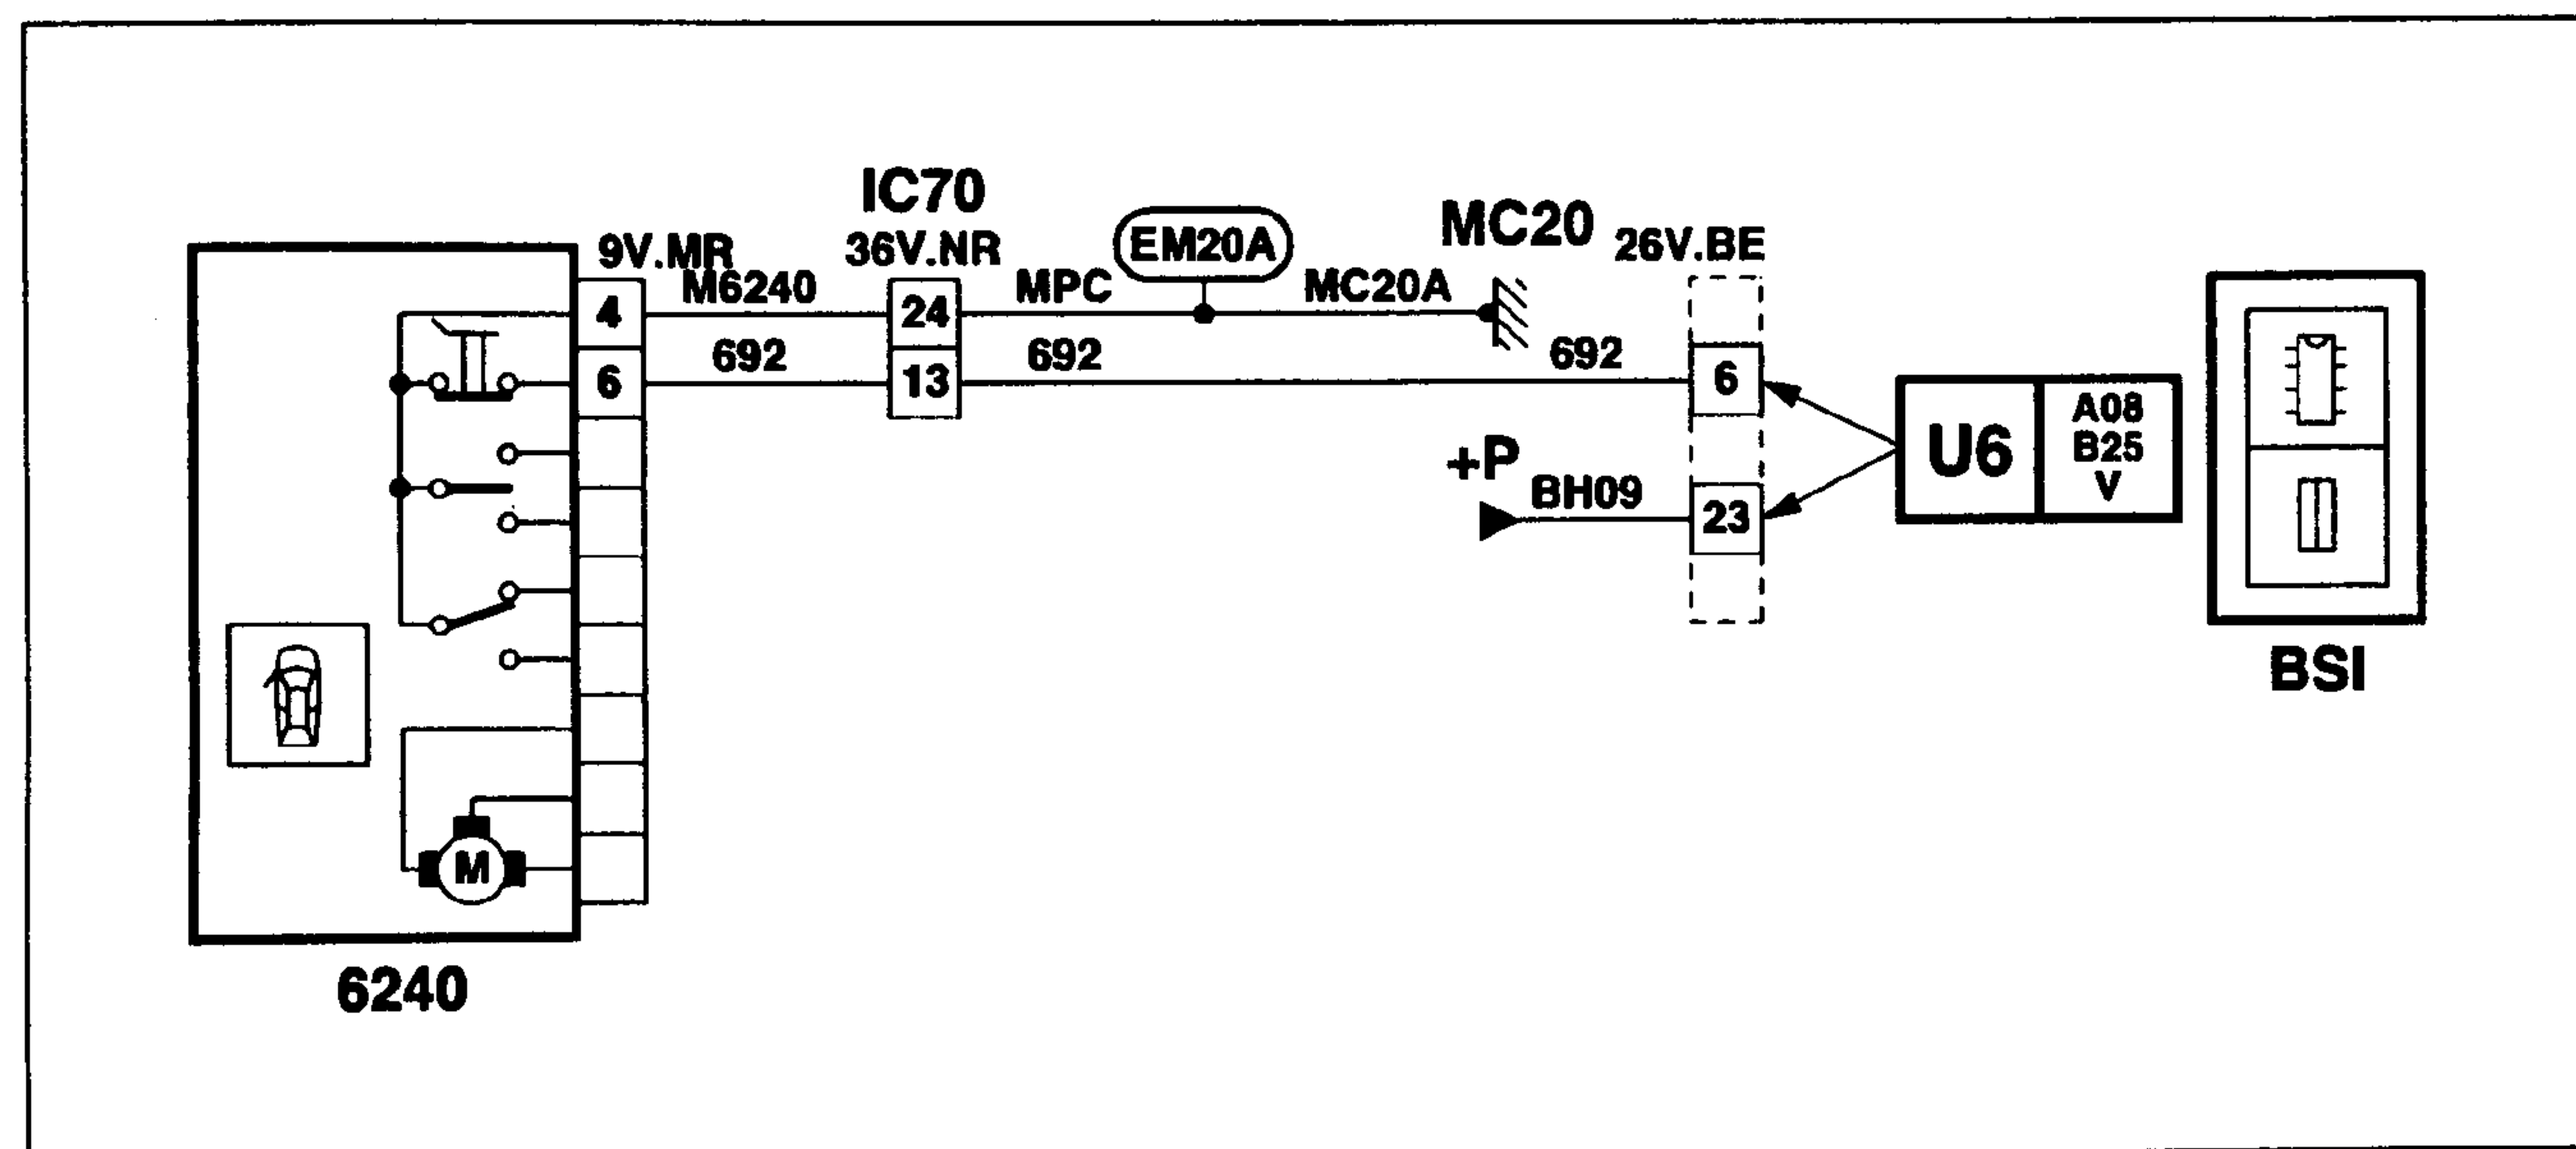 IC70
MC20
9V.MR
36V.NR
EM20A
26V.BE
M6240
MPC
MC20A
4
24
692
692
692
6
13
6
A08
+P
BH09
23
U6
B25
V
BSI
M
6240